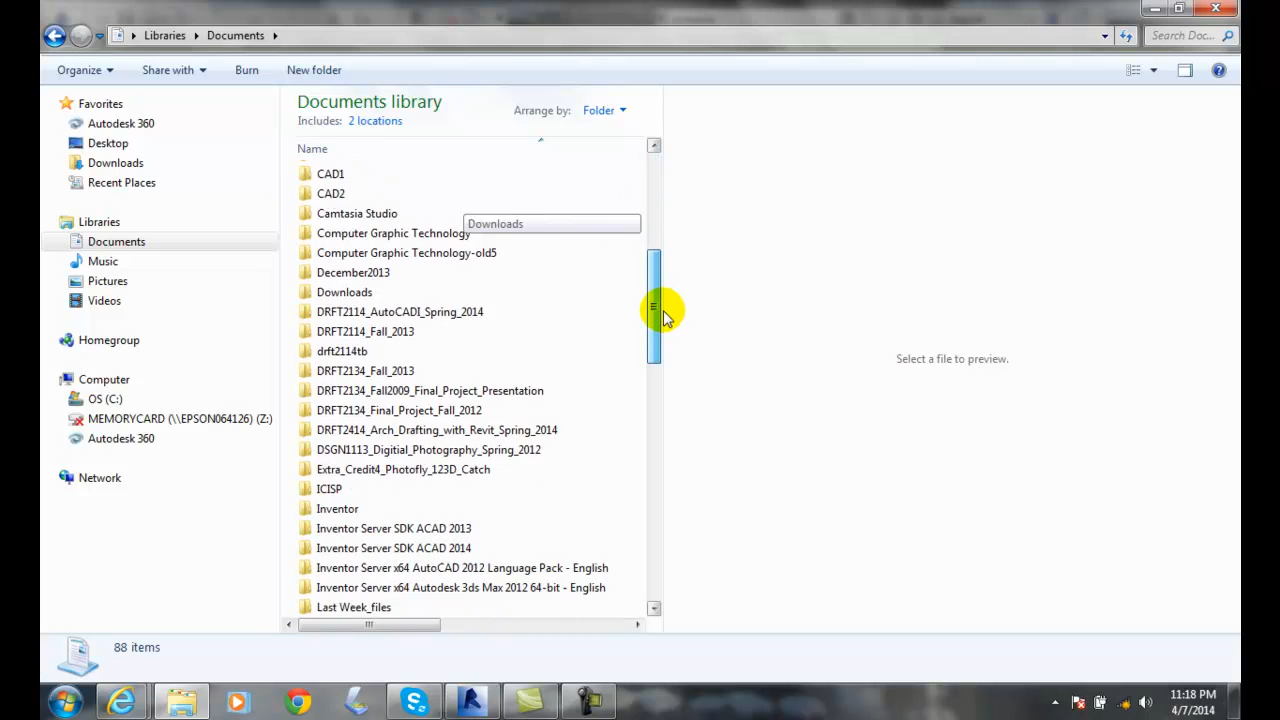 Libraries
Documents
Search Doc...
Organize
Share with
Burn
New folder
Favorites
Autodesk 360
Desktop
Downloads
Recent Places
Libraries
Documents
Music
Pictures
Videos
Homegroup
Computer
OS (C:)
MEMORYCARD (\\EPSON064126) (Z:)
Autodesk 360
Network
Documents library
Includes: 2 locations
Arrange by: Folder
Name
CAD1
CAD2
Camtasia Studio
Downloads
Computer Graphic Technology
Computer Graphic Technology-old5
December2013
Downloads
DRFT2114_AutoCADI_Spring_2014
DRFT2114_Fall_2013
drft2114tb
DRFT2134_Fall_2013
DRFT2134_Fall2009_Final_Project_Presentation
DRFT2134_Final_Project_Fall_2012
DRFT2414_Arch_Drafting_with_Revit_Spring_2014
DSGN1113_Digitial_Photography_Spring_2012
Extra_Credit4_Photofly_123D_Catch
ICISP
Inventor
Inventor Server SDK ACAD 2013
Inventor Server SDK ACAD 2014
Inventor Server x64 AutoCAD 2012 Language Pack - English
Inventor Server x64 Autodesk 3ds Max 2012 64-bit - English
Last Week_files
Select a file to preview.
88 items
11:18 PM
4/7/2014